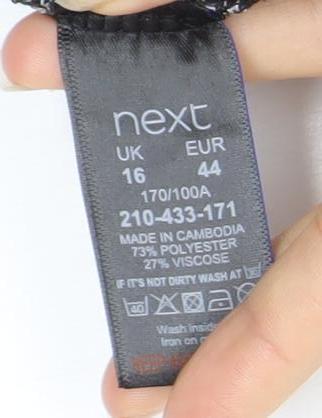 next
UK EUR
16 44
170/100A
210-433-171
MADE IN CAMBODIA
73% POLYESTER
27% VISCOSE
IF IT'S NOT DIRTY WASH AT
40
Wash inside
Iron on